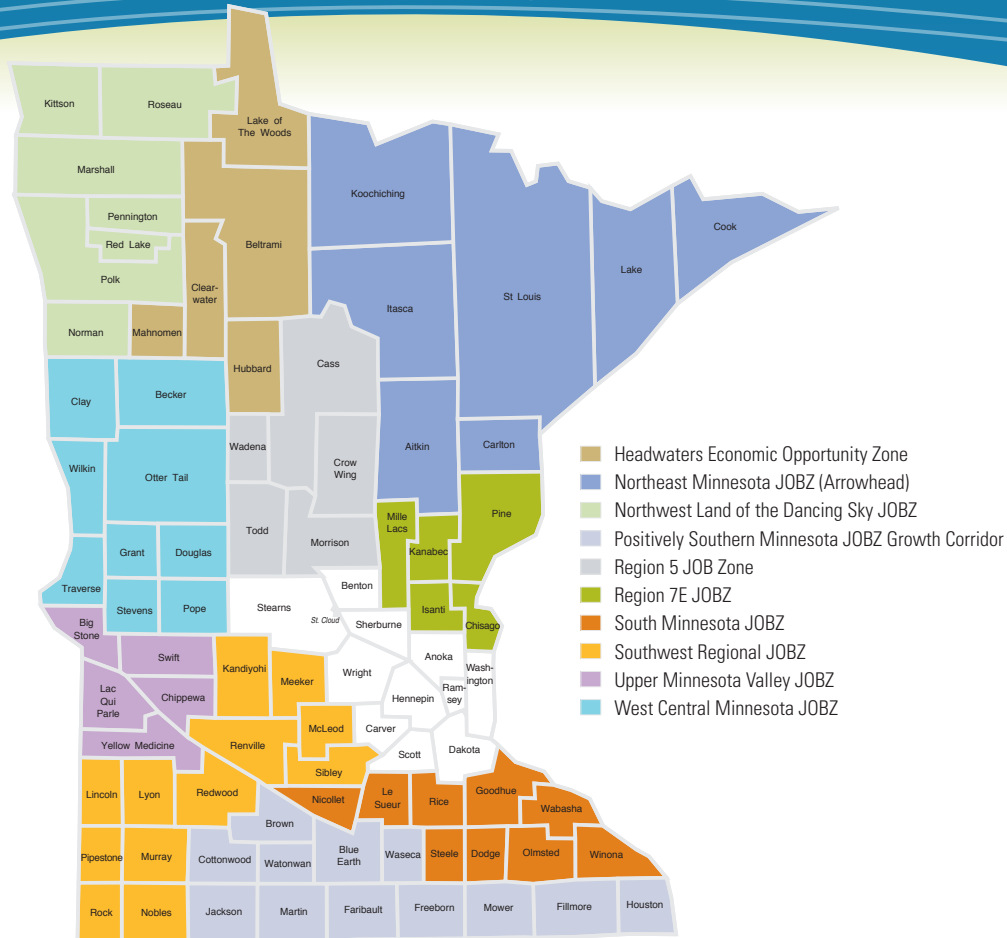 Kittson
Roseau
Lake of
The Woods
Marshall
Koochiching
Pennington
Cook
Red Lake
Beltrami
Lake
Polk
Clear-
water
St Louis
Itasca
Norman
Mahnomen
Cass
Hubbard
Clay
Becker
Wadena
Aitkin
Carlton
Wilkin
Otter Tail
Crow
Wing
Mille
Lacs
Pine
Todd
Morrison
Kanabec
Grant
Douglas
Benton
Traverse
Stevens
Pope
Stearns
St. Cloud
Sherburne
Isanti
Chisago
Big
Stone
Swift
Kandiyohi
Meeker
Wright
Anoka
Wash-
ington
Lac
Qui
Parle
Chippewa
Hennepin
Ram-
sey
McLeod
Carver
Yellow Medicine
Renville
Scott
Dakota
Sibley
Lincoln
Lyon
Redwood
Nicollet
Le
Sueur
Rice
Goodhue
Wabasha
Brown
Pipestone
Murray
Cottonwood
Watonwan
Blue
Earth
Waseca
Steele
Dodge
Olmsted
Winona
Rock
Nobles
Jackson
Martin
Faribault
Freeborn
Mower
Fillmore
Houston
Headwaters Economic Opportunity Zone
Northeast Minnesota JOBZ (Arrowhead)
Northwest Land of the Dancing Sky JOBZ
Positively Southern Minnesota JOBZ Growth Corridor
Region 5 JOB Zone
Region 7E JOBZ
South Minnesota JOBZ
Southwest Regional JOBZ
Upper Minnesota Valley JOBZ
West Central Minnesota JOBZ